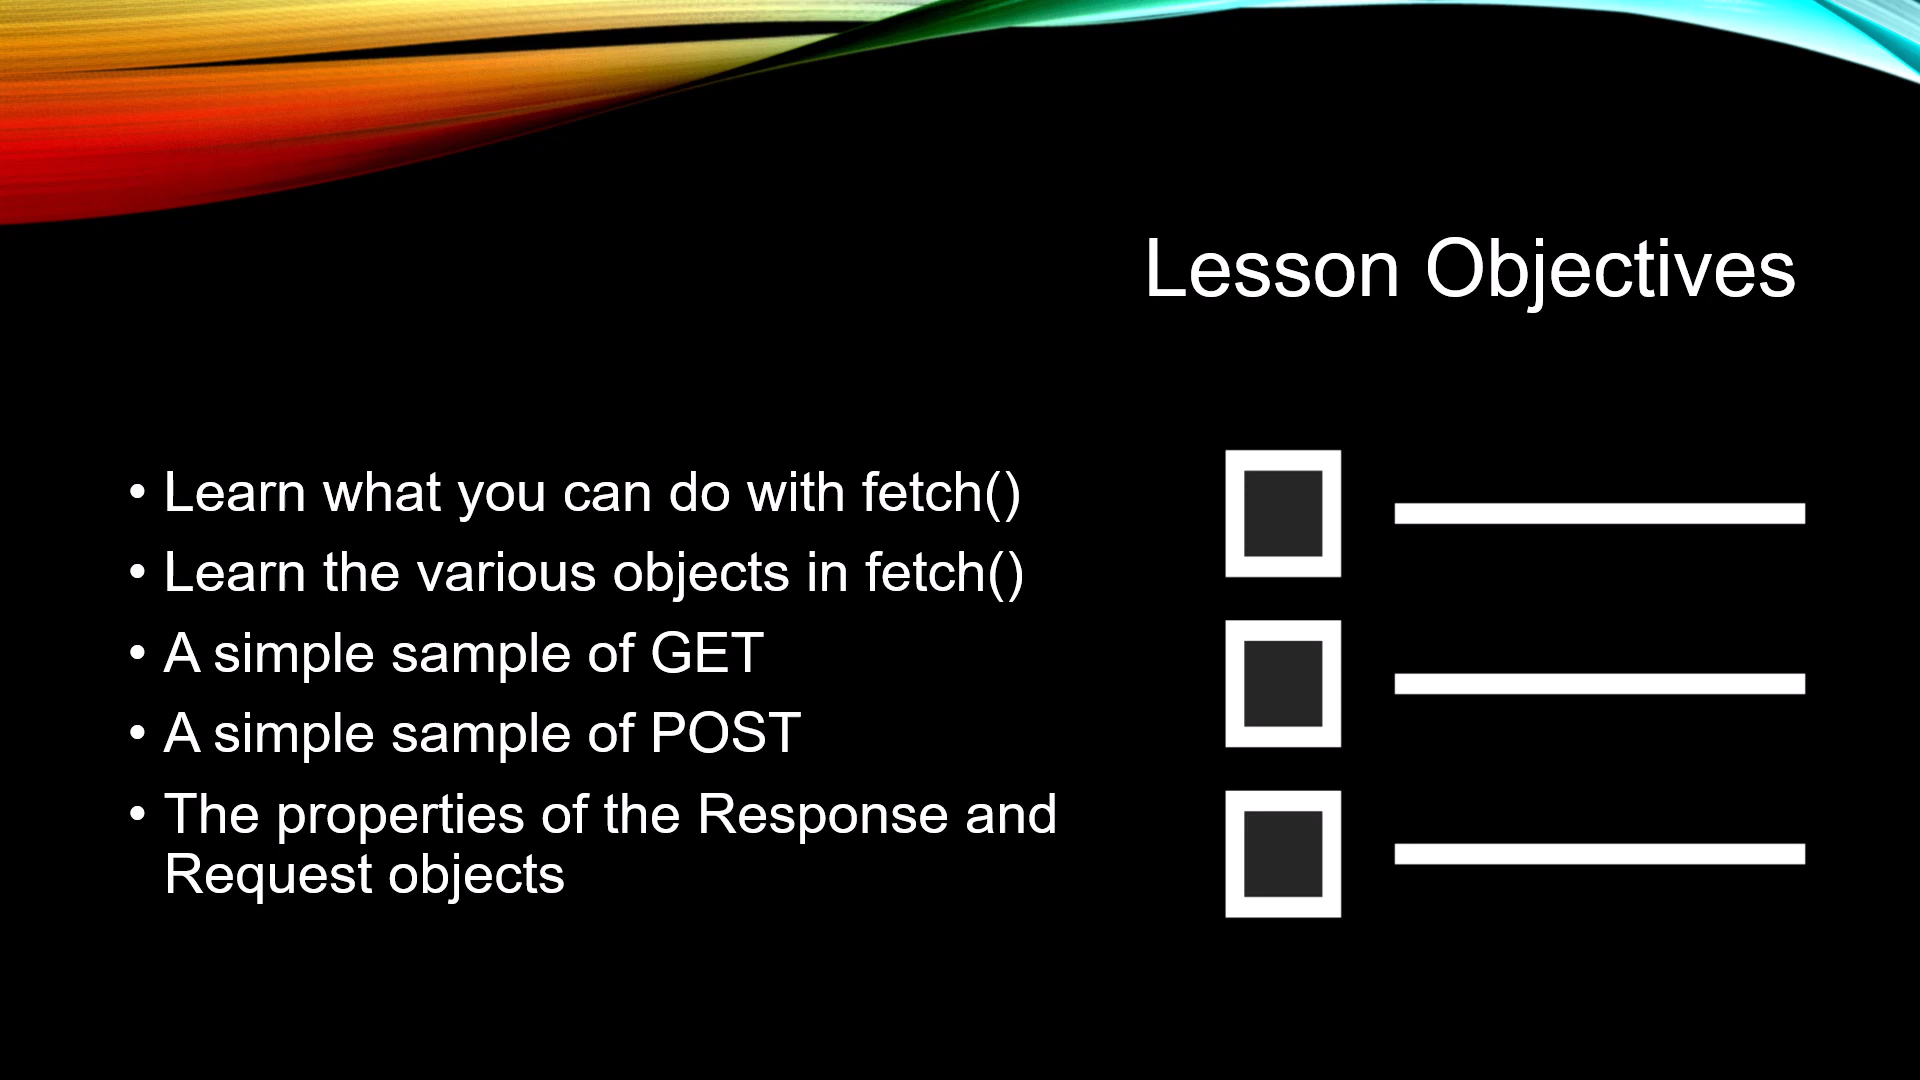 Lesson Objectives
• Learn what you can do with fetch()
• Learn the various objects in fetch()
• A simple sample of GET
• A simple sample of POST
• The properties of the Response and
Request objects